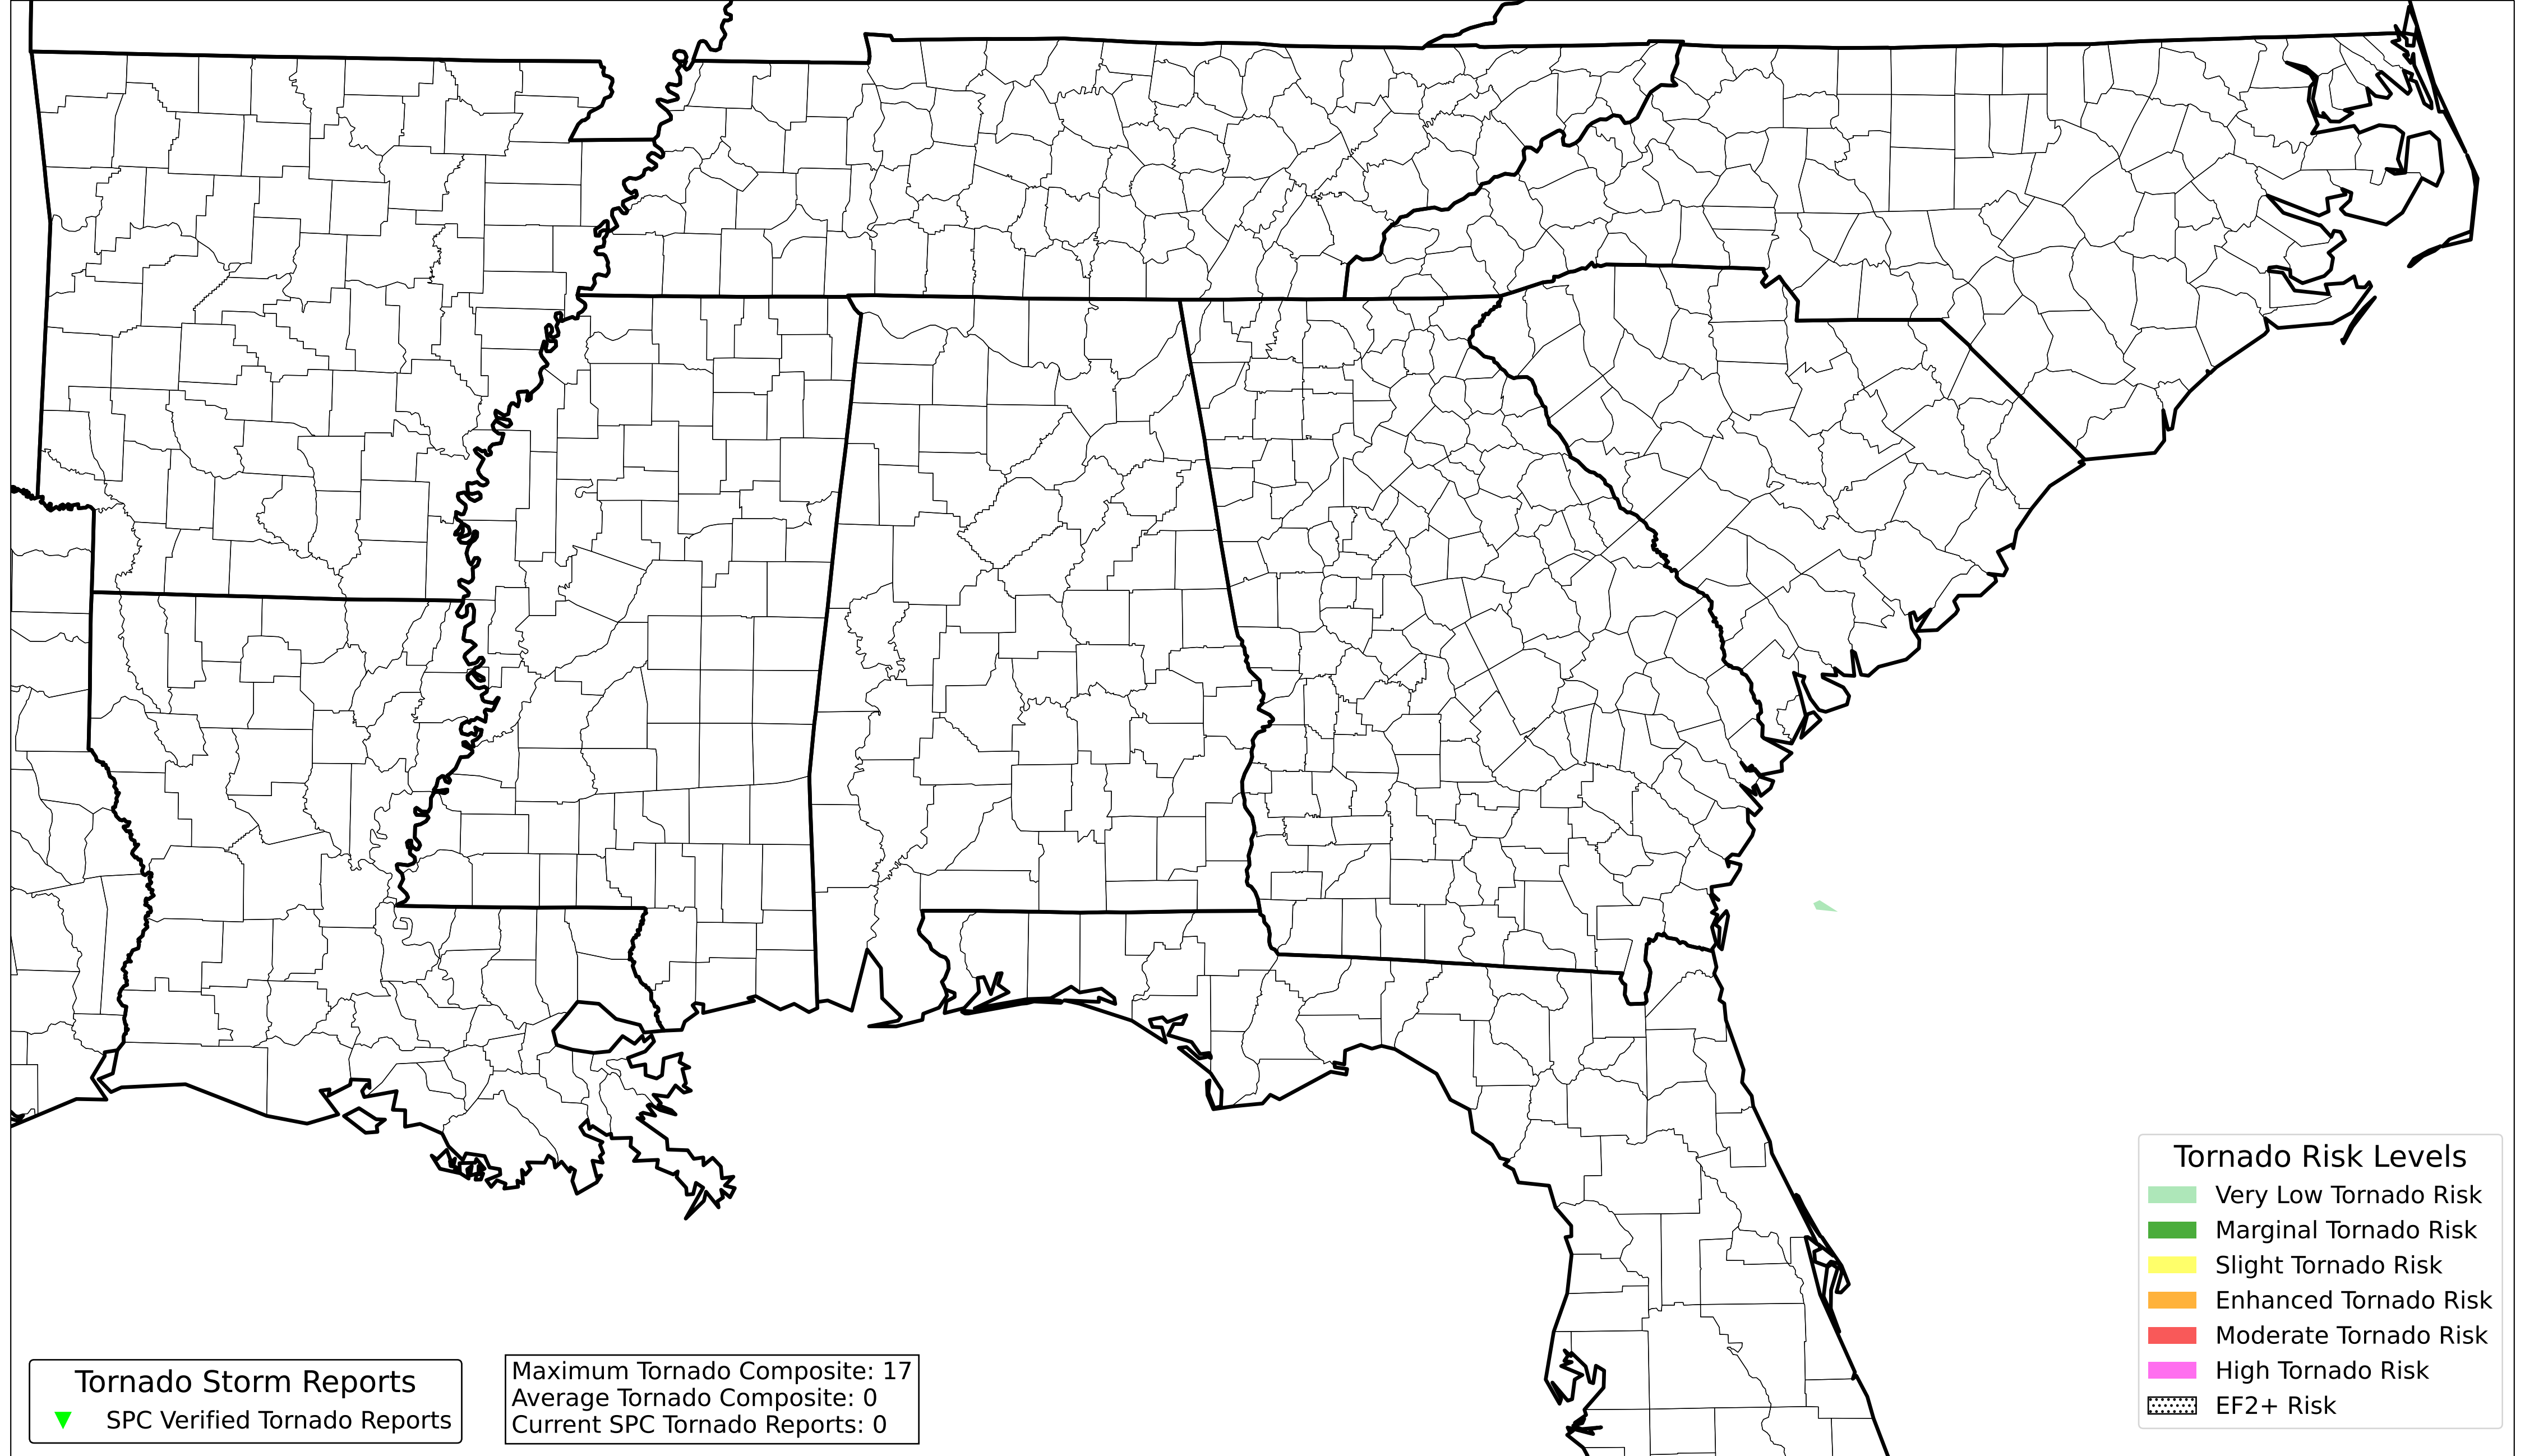 Tornado Risk Levels
Very Low Tornado Risk
Marginal Tornado Risk
Slight Tornado Risk
Enhanced Tornado Risk
Moderate Tornado Risk
High Tornado Risk
EF2+ Risk
Tornado Storm Reports
SPC Verified Tornado Reports
Maximum Tornado Composite: 17
Average Tornado Composite: 0
Current SPC Tornado Reports: 0